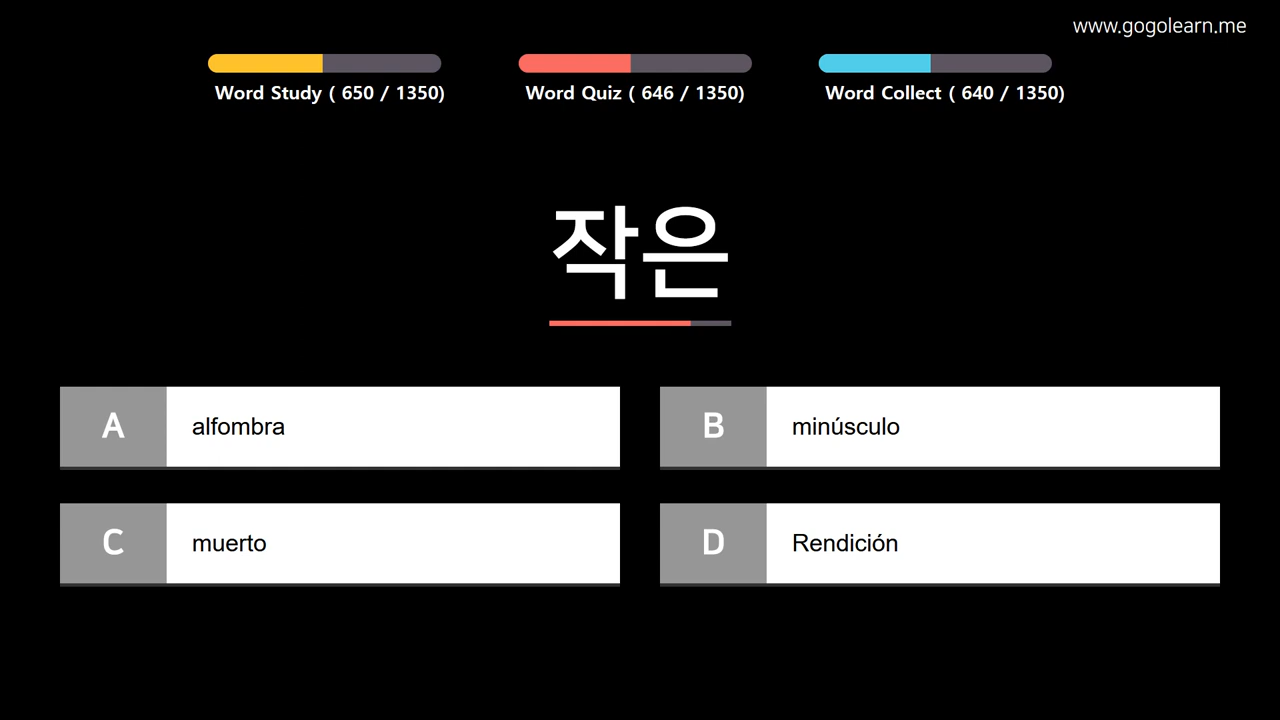 www.gogolearn.me
Word Study ( 650 / 1350)
Word Quiz ( 646 / 1350)
Word Collect ( 640 / 1350)
작은
A alfombra
B minúsculo
C muerto
D Rendición